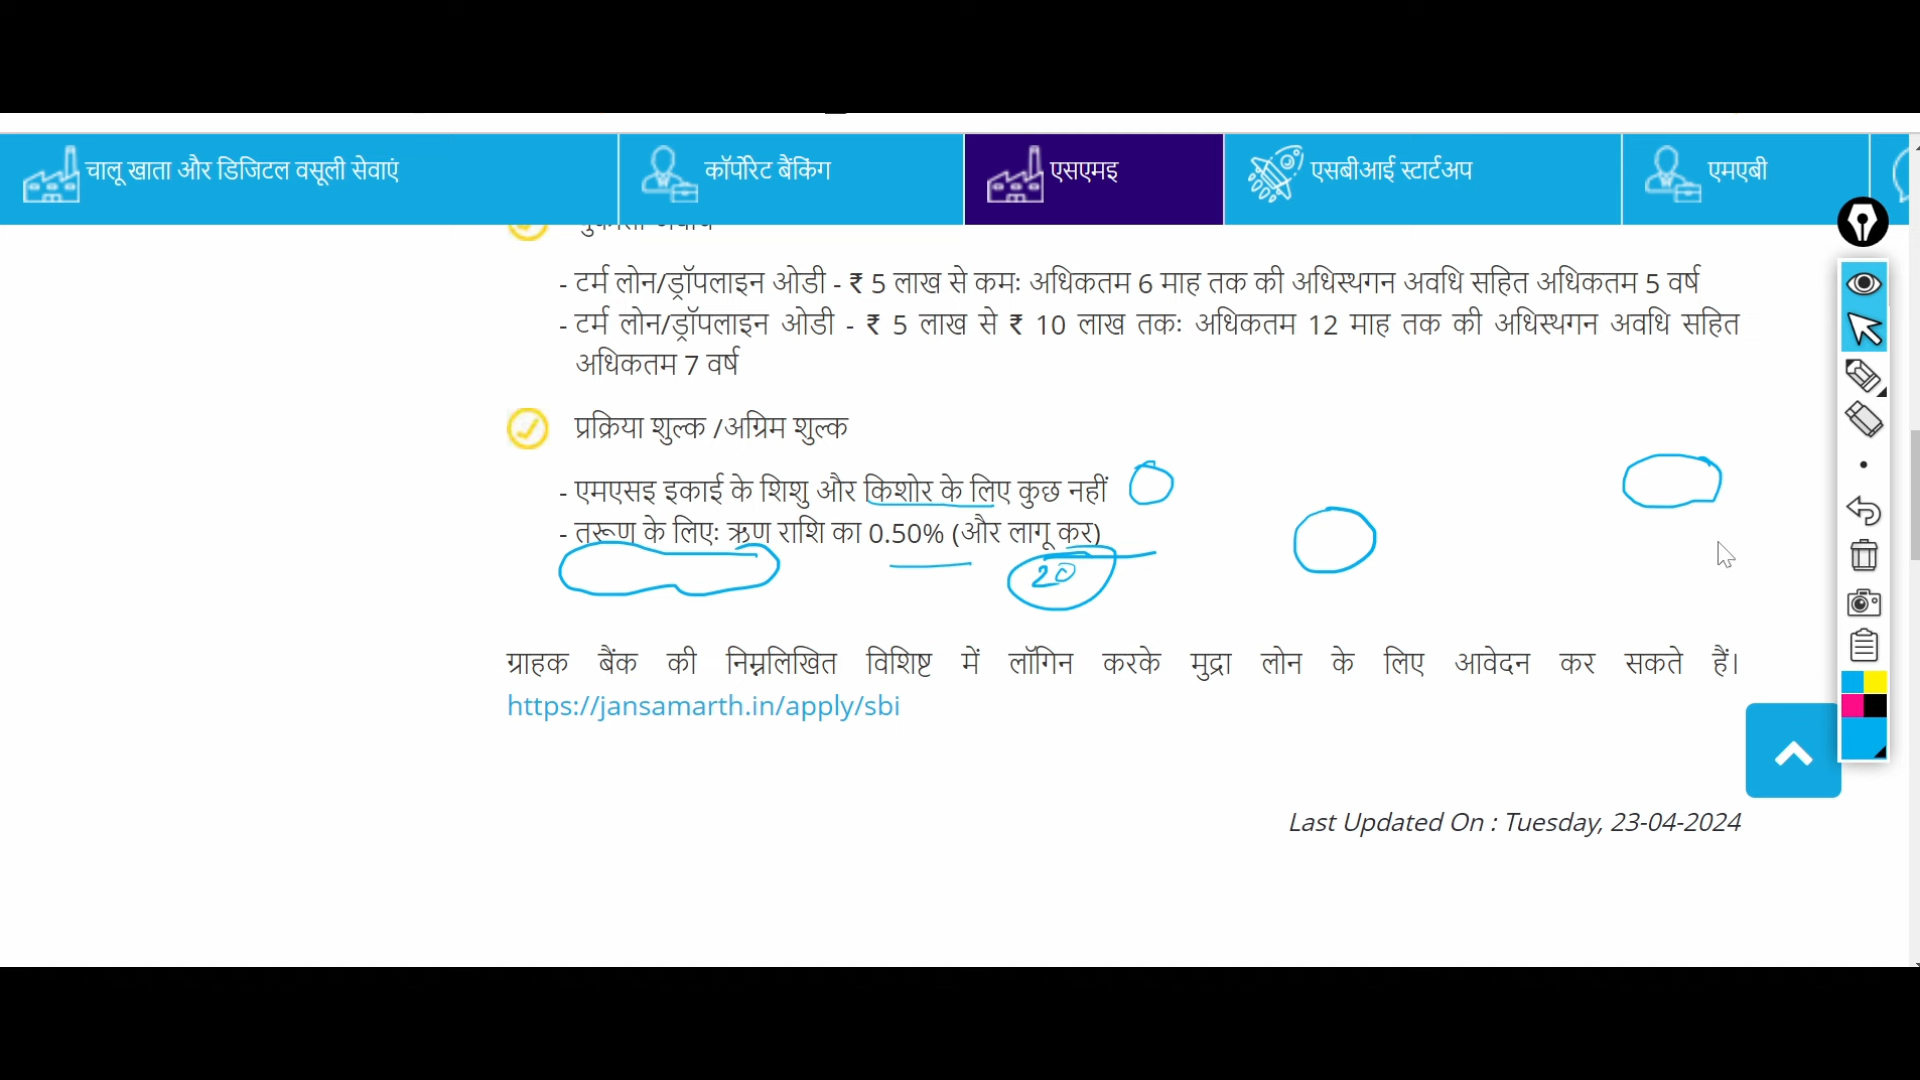 चालू खाता और डिजिटल वसूली सेवाएं
कॉर्पोरेट बैंकिंग
एसएमइ
एसबीआई स्टार्टअप
एमएबी
- टर्म लोन/ड्रॉपलाइन ओडी - ₹ 5 लाख से कमः अधिकतम 6 माह तक की अधिस्थगन अवधि सहित अधिकतम 5 वर्ष
- टर्म लोन/ड्रॉपलाइन ओडी - ₹ 5 लाख से ₹ 10 लाख तकः अधिकतम 12 माह तक की अधिस्थगन अवधि सहित
अधिकतम 7 वर्ष
प्रक्रिया शुल्क /अग्रिम शुल्क
- एमएसइ इकाई के शिशु और किशोर के लिए कुछ नहीं
- तरूण के लिएः ऋण राशि का 0.50% (और लागू कर)
20
ग्राहक बैंक की निम्नलिखित विशिष्ट में लॉगिन करके मुद्रा लोन के लिए आवेदन कर सकते हैं।
https://jansamarth.in/apply/sbi
Last Updated On : Tuesday, 23-04-2024